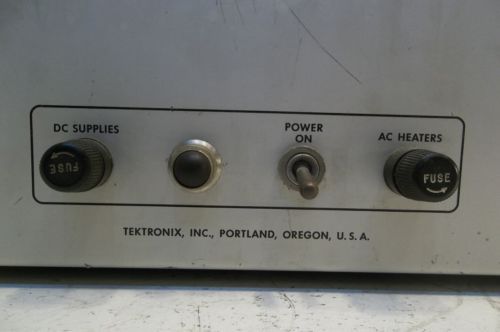 DC SUPPLIES
POWER
ON
AC HEATERS
FUSE
FUSE
TEKTRONIX, INC., PORTLAND, OREGON, U. S. A.